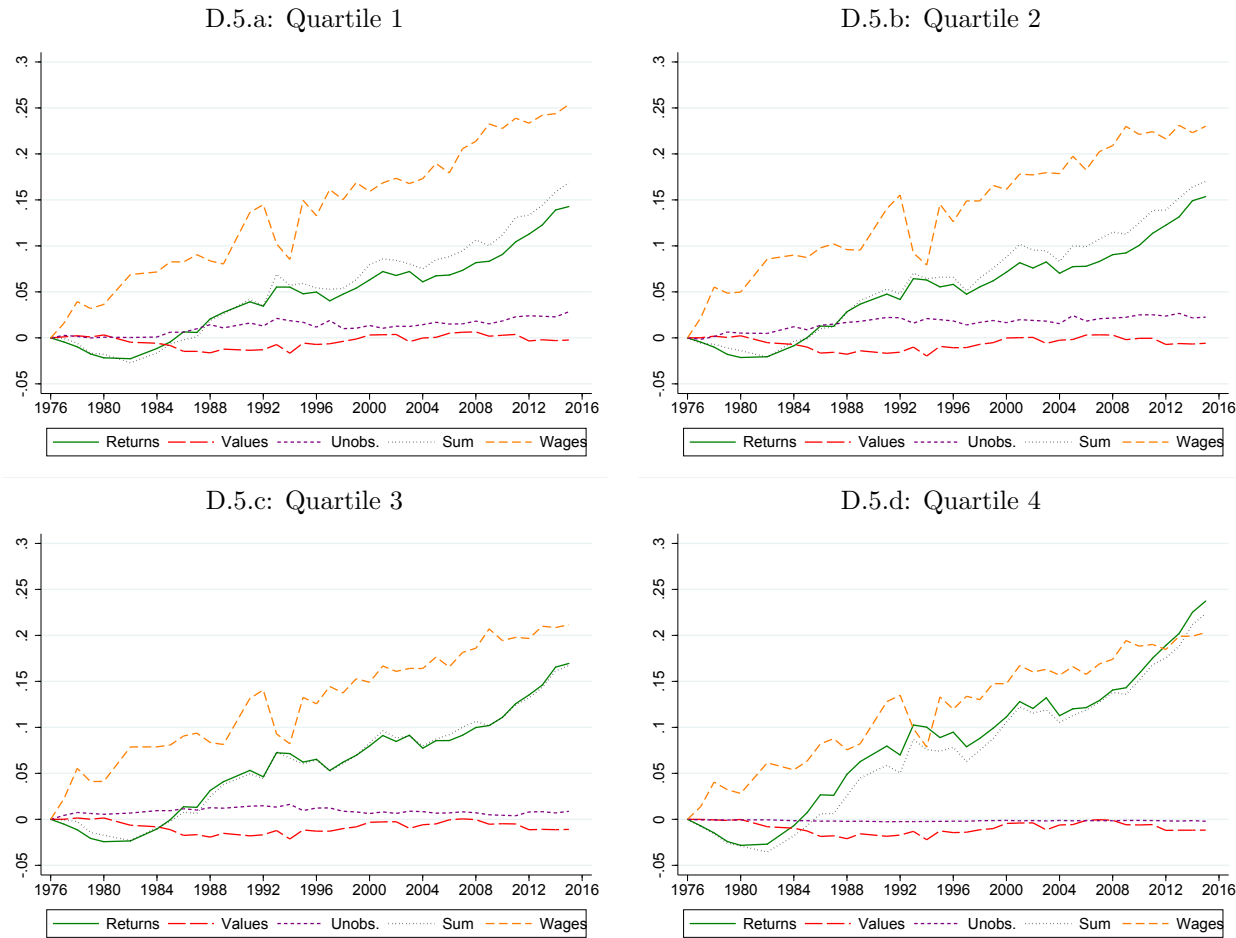 D.5.a: Quartile 1
.3
.25
.2
.15
.1
.05
0
-.05
1976 1980 1984 1988 1992 1996 2000 2004 2008 2012 2016
Returns Values Unobs. Sum Wages
D.5.b: Quartile 2
.3
.25
.2
.15
.1
.05
0
-.05
1976 1980 1984 1988 1992 1996 2000 2004 2008 2012 2016
Returns Values Unobs. Sum Wages
D.5.c: Quartile 3
.3
.25
.2
.15
.1
.05
0
-.05
1976 1980 1984 1988 1992 1996 2000 2004 2008 2012 2016
Returns Values Unobs. Sum Wages
D.5.d: Quartile 4
.3
.25
.2
.15
.1
.05
0
-.05
1976 1980 1984 1988 1992 1996 2000 2004 2008 2012 2016
Returns Values Unobs. Sum Wages